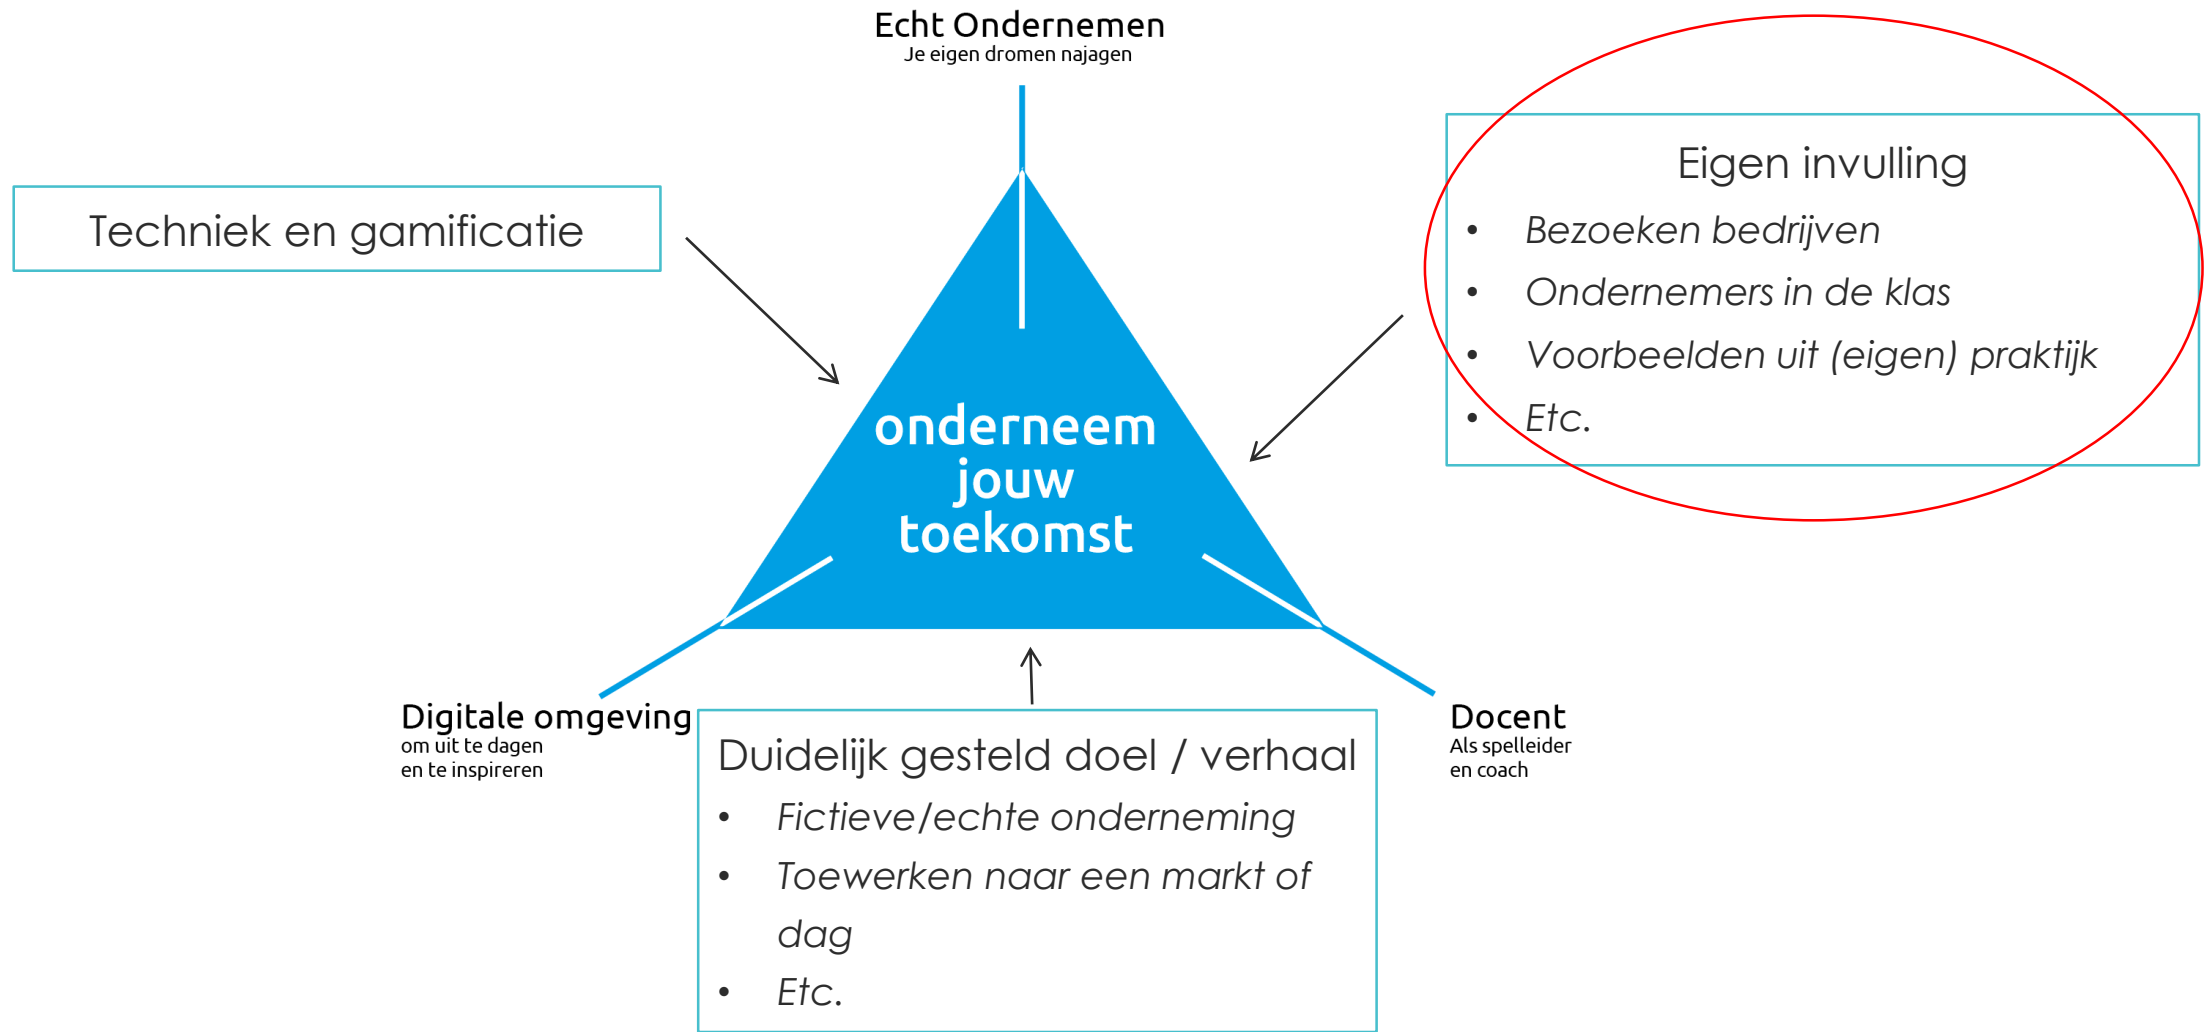 Echt Ondernemen
Je eigen dromen najagen
Techniek en gamificatie
Eigen invulling
• Bezoeken bedrijven
• Ondernemers in de klas
• Voorbeelden uit (eigen) praktijk
• Etc.
onderneem
jouw
toekomst
Digitale omgeving
om uit te dagen
en te inspireren
Duidelijk gesteld doel / verhaal
• Fictieve/echte onderneming
• Toewerken naar een markt of
dag
• Etc.
Docent
Als spelleider
en coach